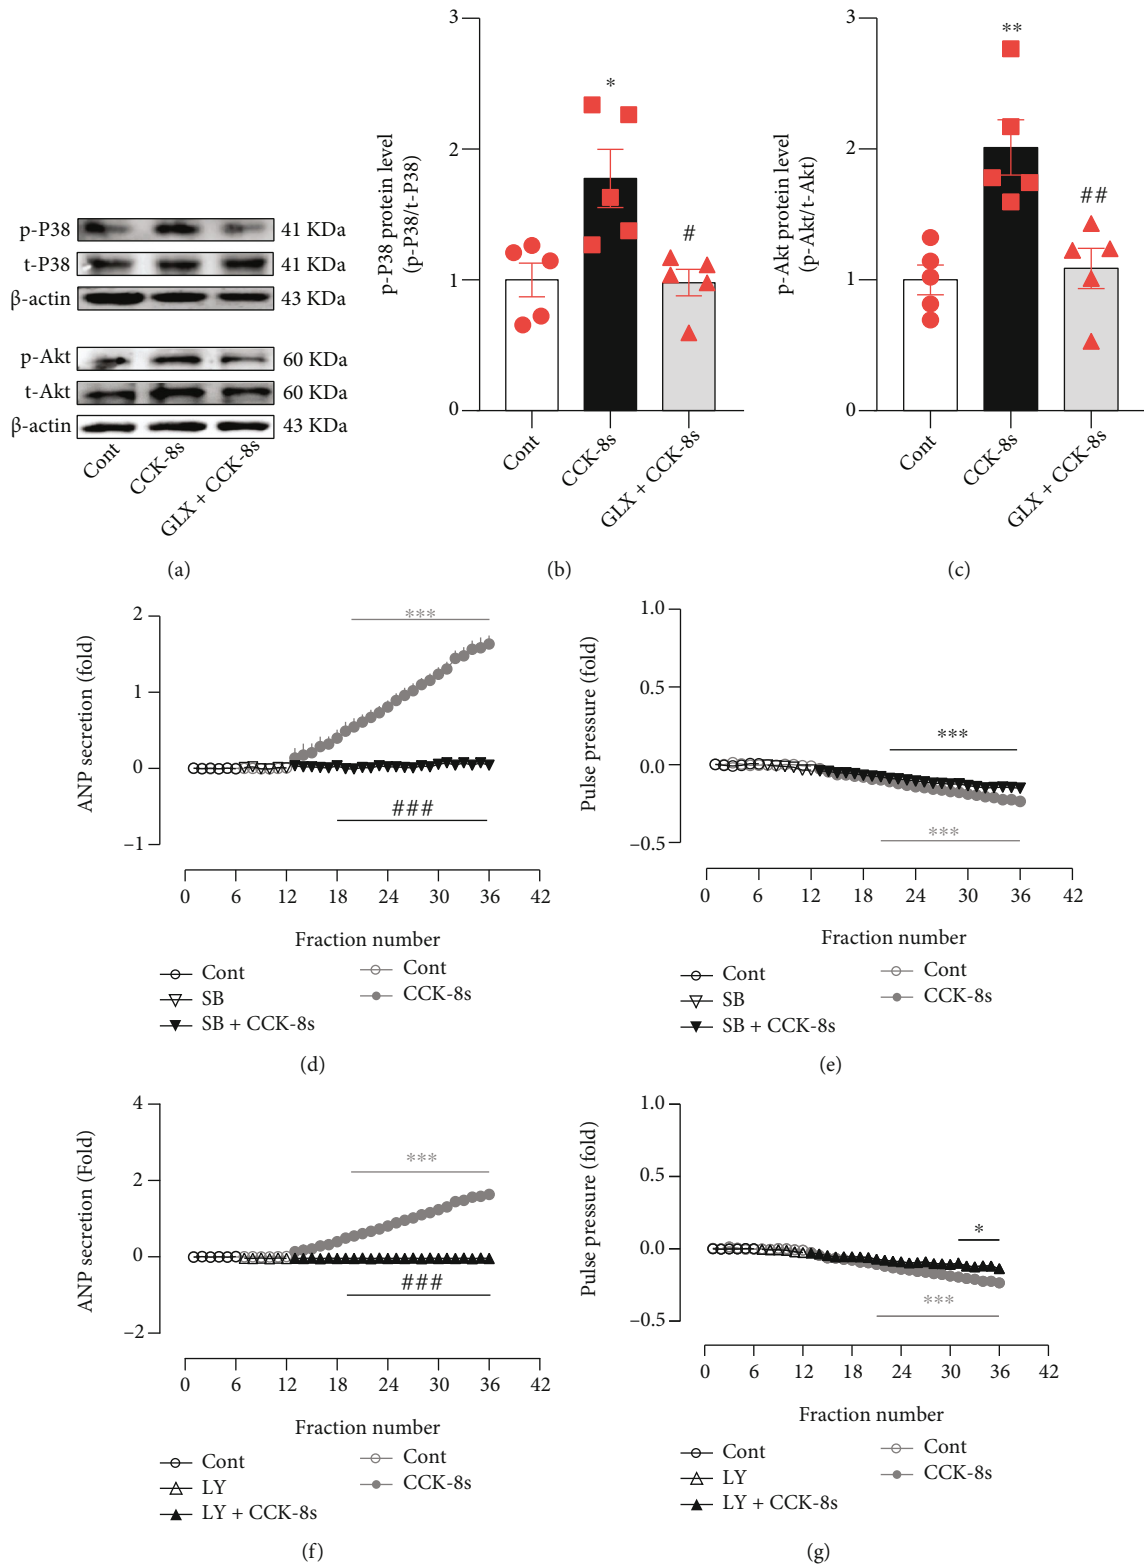 p-P38
41 KDa
t-P38
41 KDa
β-actin
43 KDa
p-Akt
60 KDa
t-Akt
60 KDa
β-actin
43 KDa
Cont
CCK-8s
GLX + CCK-8s
(a)
p-P38 protein level
(p-P38/t-P38)
3
2
1
0
*
#
Cont
CCK-8s
GLX + CCK-8s
(b)
p-Akt protein level
(p-Akt/t-Akt)
3
2
1
0
**
##
Cont
CCK-8s
GLX + CCK-8s
(c)
ANP secretion (fold)
2
1
0
−1
***
###
0 6 12 18 24 30 36 42
Fraction number
Cont
SB
SB + CCK-8s
Cont
CCK-8s
(d)
Pulse pressure (fold)
1.0
0.5
0.0
−0.5
***
***
0 6 12 18 24 30 36 42
Fraction number
Cont
SB
SB + CCK-8s
Cont
CCK-8s
(e)
ANP secretion (Fold)
4
2
0
−2
***
###
0 6 12 18 24 30 36 42
Fraction number
Cont
LY
LY + CCK-8s
Cont
CCK-8s
(f)
Pulse pressure (fold)
1.0
0.5
0.0
−0.5
*
***
0 6 12 18 24 30 36 42
Fraction number
Cont
LY
LY + CCK-8s
Cont
CCK-8s
(g)